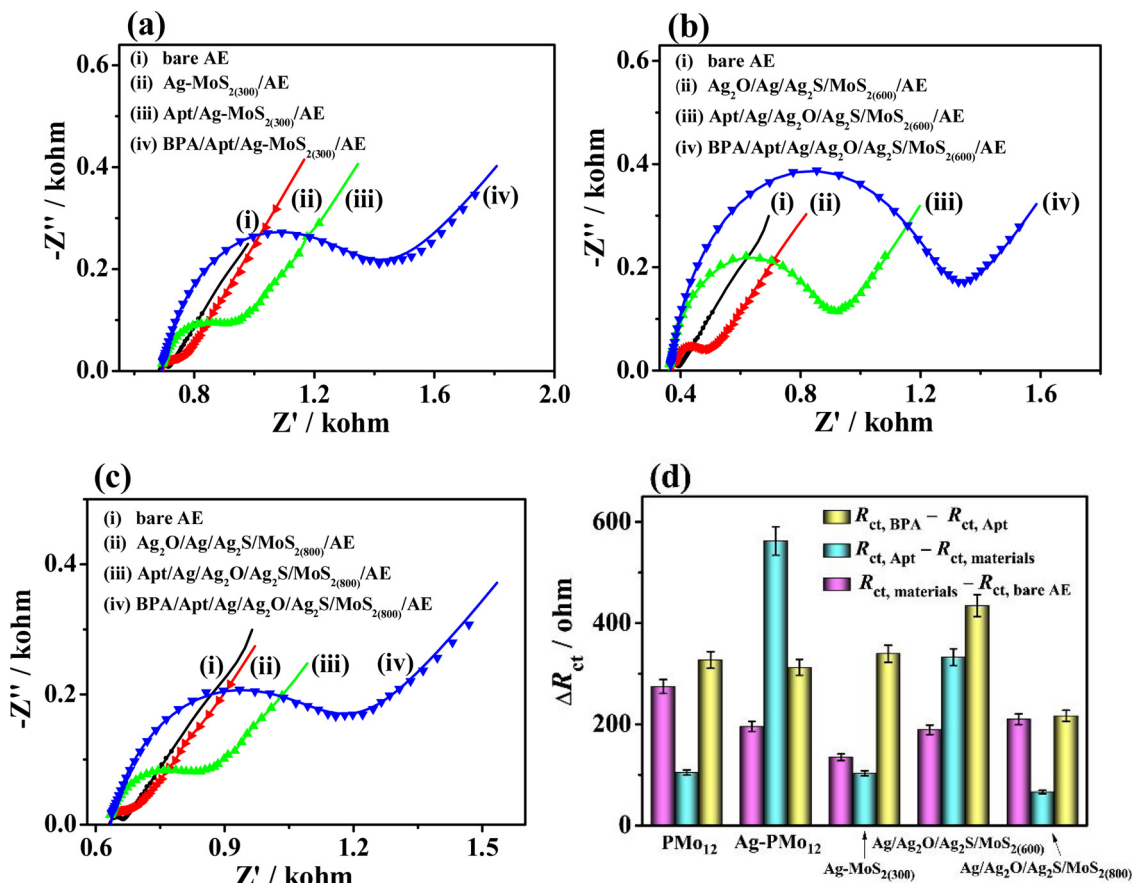 (a)
(i) bare AE
(ii) Ag-MoS2(300)/AE
(iii) Apt/Ag-MoS2(300)/AE
(iv) BPA/Apt/Ag-MoS2(300)/AE
(i)
(ii)
(iii)
(iv)
-Z'' / kohm
0.6
0.4
0.2
0.0
0.8 1.2 1.6 2.0
Z' / kohm
(b)
(i) bare AE
(ii) Ag2O/Ag/Ag2S/MoS2(600)/AE
(iii) Apt/Ag/Ag2O/Ag2S/MoS2(600)/AE
(iv) BPA/Apt/Ag/Ag2O/Ag2S/MoS2(600)/AE
(i)
(ii)
(iii)
(iv)
-Z'' / kohm
0.6
0.4
0.2
0.0
0.4 0.8 1.2 1.6
Z' / kohm
(c)
(i) bare AE
(ii) Ag2O/Ag/Ag2S/MoS2(800)/AE
(iii) Apt/Ag/Ag2O/Ag2S/MoS2(800)/AE
(iv) BPA/Apt/Ag/Ag2O/Ag2S/MoS2(800)/AE
(i)
(ii)
(iii)
(iv)
-Z'' / kohm
0.4
0.2
0.0
0.6 0.9 1.2 1.5
Z' / kohm
(d)
Rct, BPA − Rct, Apt
Rct, Apt − Rct, materials
Rct, materials − Rct, bare AE
ΔRct / ohm
600
400
200
0
PMo12
Ag-PMo12
Ag-MoS2(300)
Ag/Ag2O/Ag2S/MoS2(600)
Ag/Ag2O/Ag2S/MoS2(800)